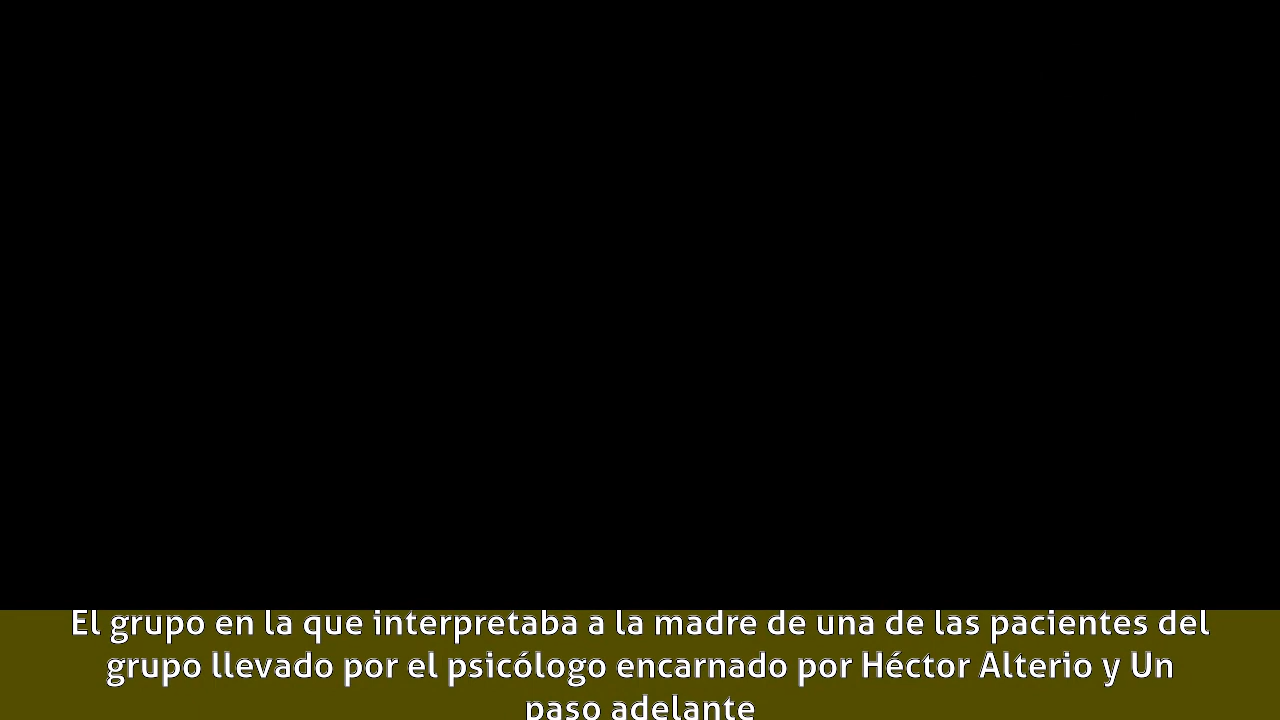 El grupo en la que interpretaba a la madre de una de las pacientes del
grupo llevado por el psicólogo encarnado por Héctor Alterio y Un
paso adelante